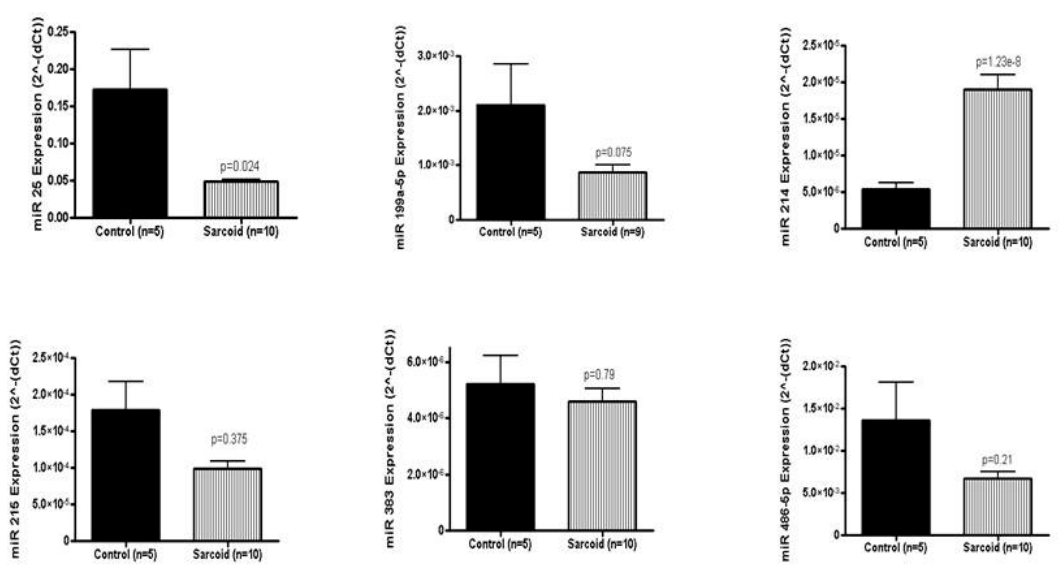 miR 25 Expression (2^-(dCt))
0.25
0.20
0.15
0.10
0.05
0.00
p=0.024
Control (n=5)
Sarcoid (n=10)
miR 199a-5p Expression (2^-(dCt))
3.0×10⁻³
2.0×10⁻³
1.0×10⁻³
0
p=0.075
Control (n=5)
Sarcoid (n=9)
miR 214 Expression (2^-(dCt))
2.5×10⁻⁵
2.0×10⁻⁵
1.5×10⁻⁵
1.0×10⁻⁵
5.0×10⁻⁶
0
p=1.23e-8
Control (n=5)
Sarcoid (n=10)
miR 215 Expression (2^-(dCt))
2.5×10⁻⁴
2.0×10⁻⁴
1.5×10⁻⁴
1.0×10⁻⁴
5.0×10⁻⁵
0
p=0.375
Control (n=5)
Sarcoid (n=10)
miR 383 Expression (2^-(dCt))
6.0×10⁻⁶
4.0×10⁻⁶
2.0×10⁻⁶
0
p=0.79
Control (n=5)
Sarcoid (n=10)
miR 486-5p Expression (2^-(dCt))
2.0×10⁻²
1.5×10⁻²
1.0×10⁻²
5.0×10⁻³
0
p=0.21
Control (n=5)
Sarcoid (n=10)